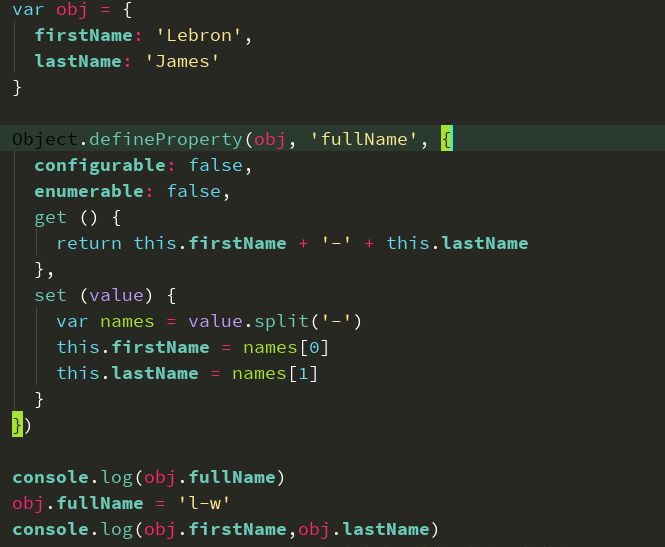 var obj = {
  firstName: 'Lebron',
  lastName: 'James'
}
Object.defineProperty(obj, 'fullName', {
  configurable: false,
  enumerable: false,
  get () {
    return this.firstName + '-' + this.lastName
  },
  set (value) {
    var names = value.split('-')
    this.firstName = names[0]
    this.lastName = names[1]
  }
})
console.log(obj.fullName)
obj.fullName = 'l-w'
console.log(obj.firstName,obj.lastName)